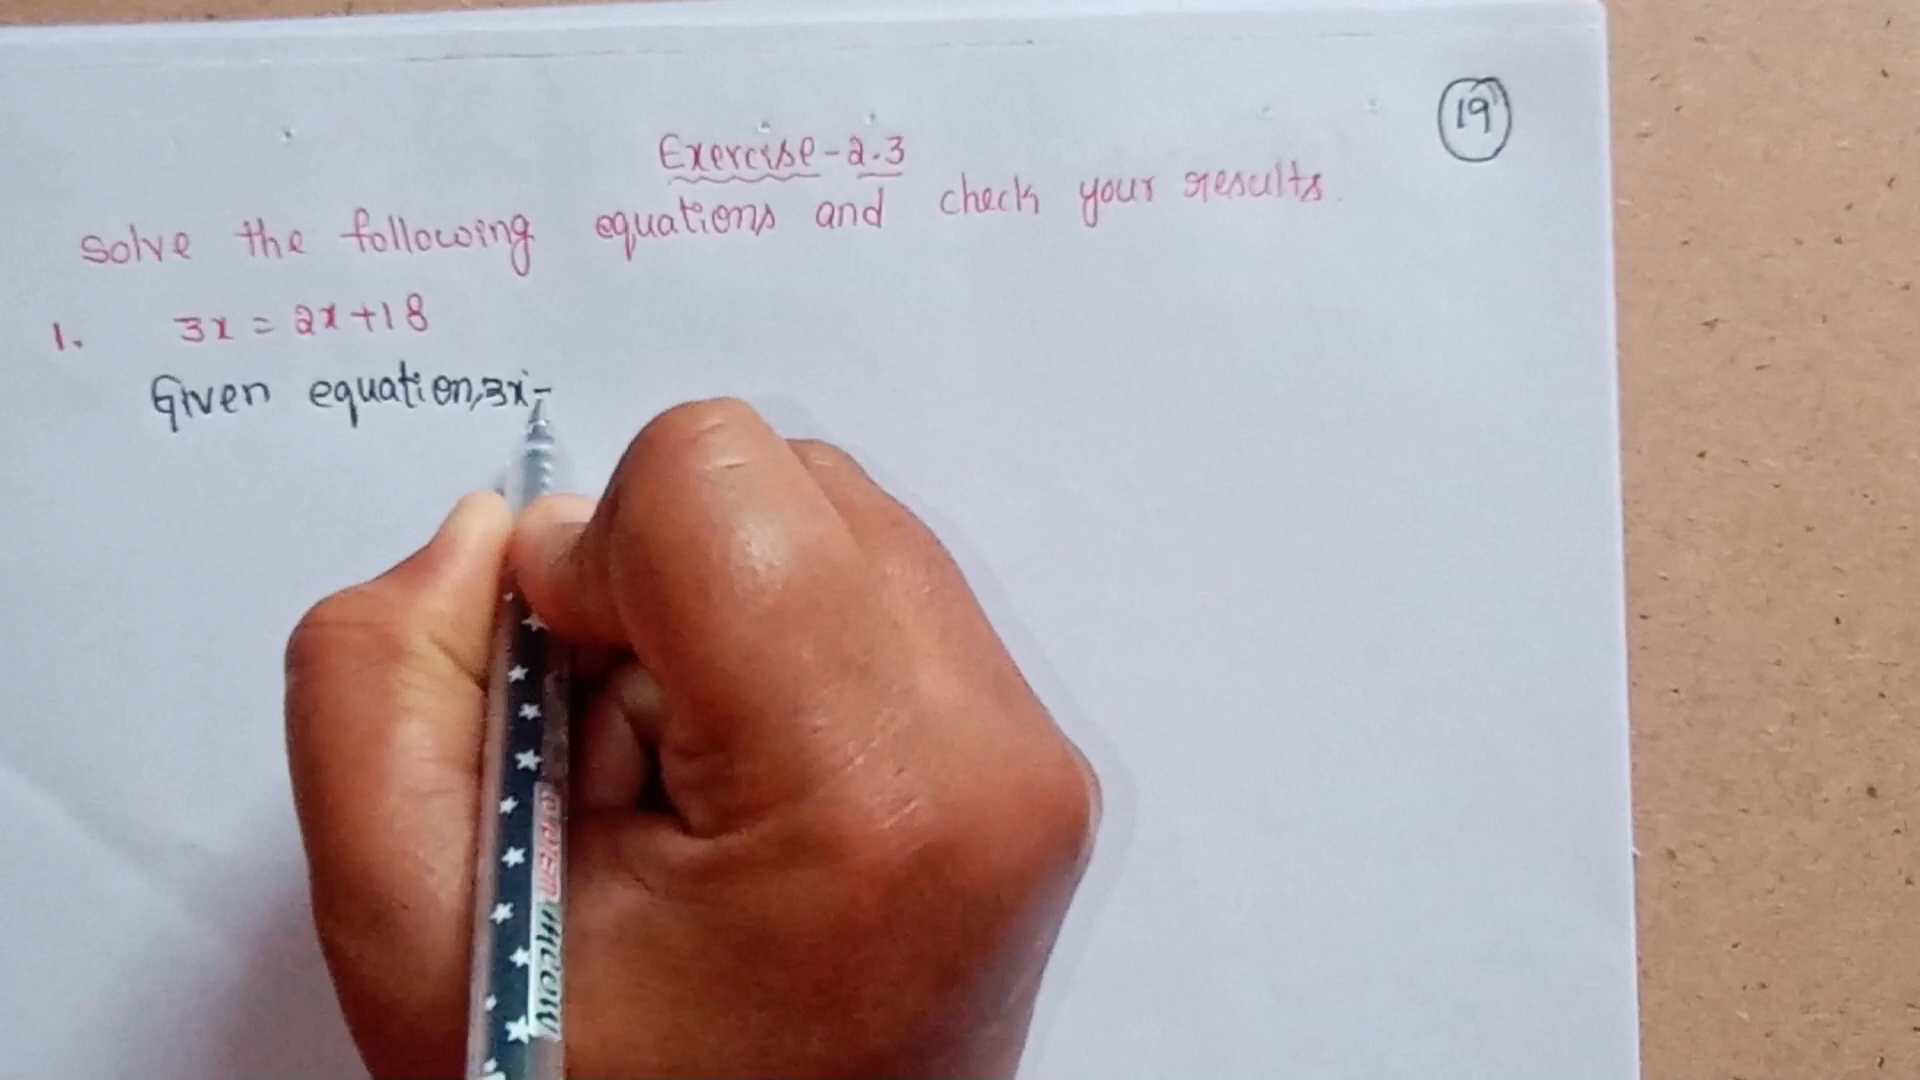 19
Exercise-2.3
Solve the following equations and check your results.
1. 3x = 2x+18
Given equation, 3x-